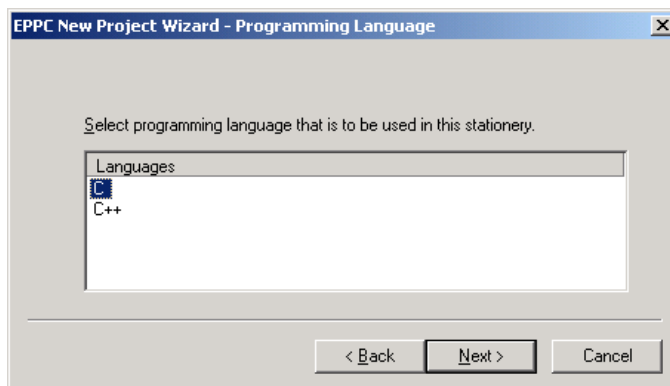 EPPC New Project Wizard - Programming Language
Select programming language that is to be used in this stationery.
Languages
C
C++
< Back Next > Cancel